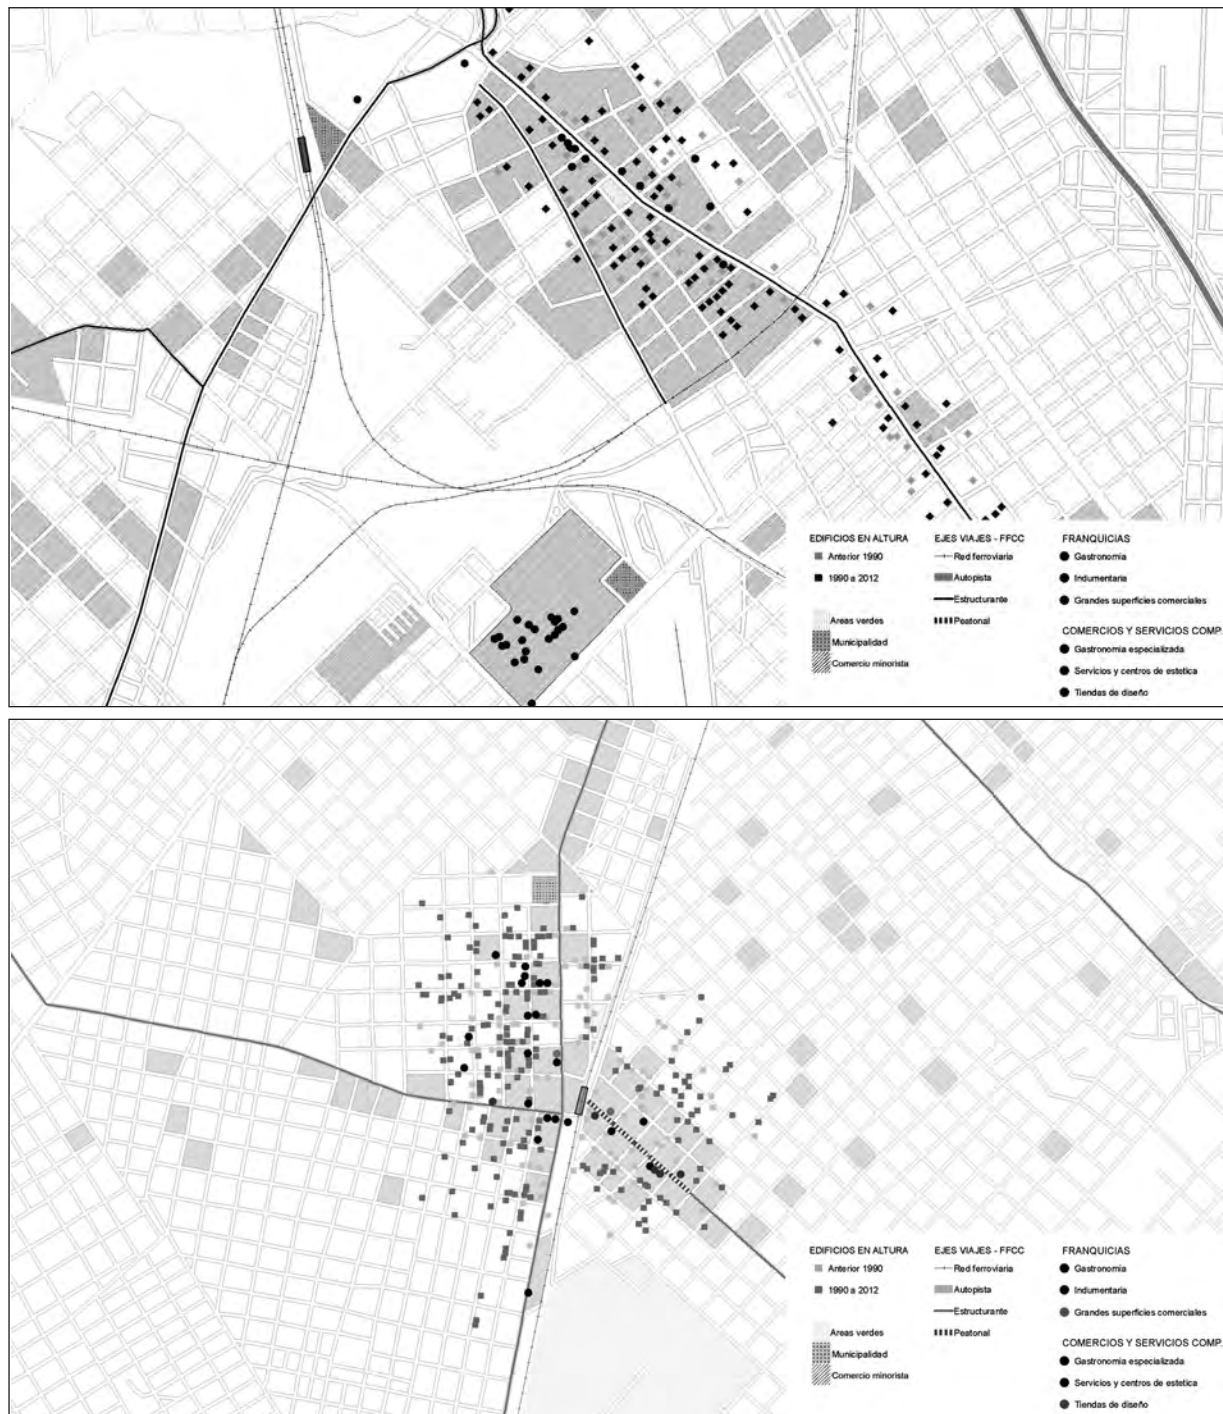 EDIFICIOS EN ALTURA
Anterior 1990
1990 a 2012
Areas verdes
Municipalidad
Comercio minorista
EJES VIAJES - FFCC
Red ferroviaria
Autopista
Estructurante
Peatonal
FRANQUICIAS
Gastronomia
Indumentaria
Grandes superficies comerciales
COMERCIOS Y SERVICIOS COMP.
Gastronomia especializada
Servicios y centros de estetica
Tiendas de diseño
EDIFICIOS EN ALTURA
Anterior 1990
1990 a 2012
Areas verdes
Municipalidad
Comercio minorista
EJES VIAJES - FFCC
Red ferroviaria
Autopista
Estructurante
Peatonal
FRANQUICIAS
Gastronomia
Indumentaria
Grandes superficies comerciales
COMERCIOS Y SERVICIOS COMP.
Gastronomia especializada
Servicios y centros de estetica
Tiendas de diseño